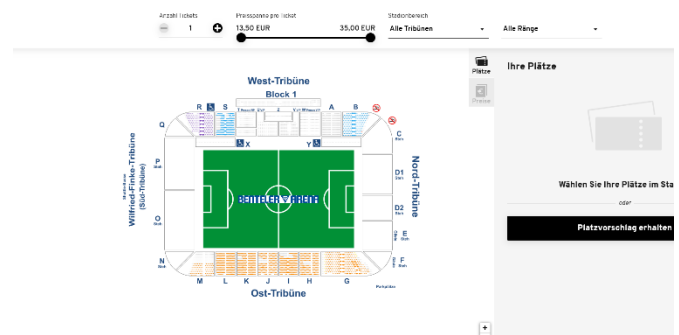 Anzahl Tickets
1
Preisspanne pro Ticket
13.50 EUR
35.00 EUR
Stadionbereich
Alle Tribünen
Alle Ränge
Plätze
Preise
Ihre Plätze
Wählen Sie Ihre Plätze im Sta
oder
Platzvorschlag erhalten
West-Tribüne
Block 1
R
S
A
B
Q
C
X
Y
P
D1
Wilfried-Finke-Tribüne
(Süd-Tribüne)
Nord-Tribüne
BENTELER ARENA
D2
O
E
N
F
M
L
K
J
I
H
G
Ost-Tribüne
+